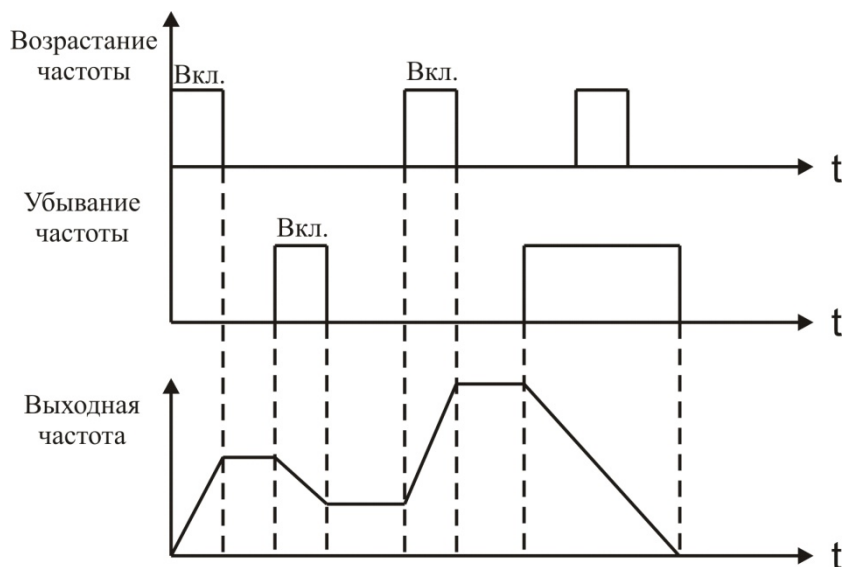 Возрастание
частоты
Вкл.
Вкл.
t
Убывание
частоты
Вкл.
t
Выходная
частота
t